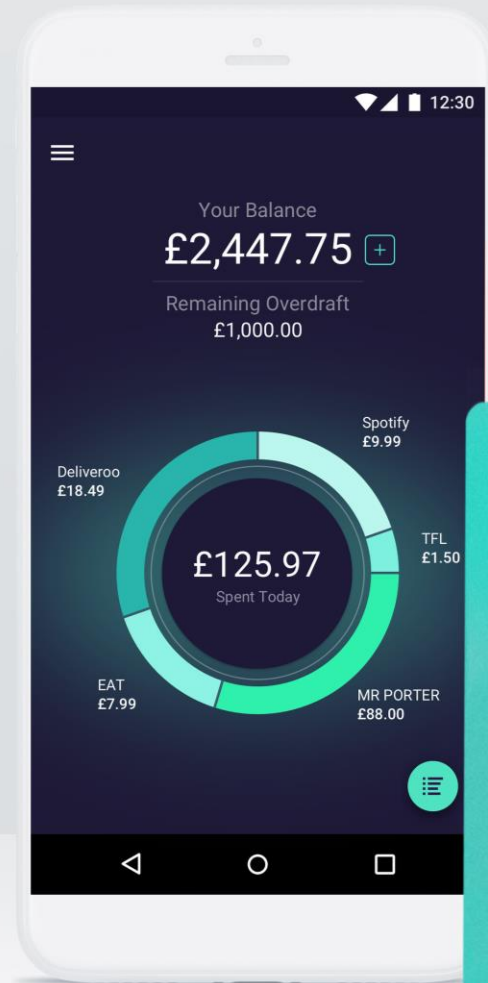 12:30
Your Balance
£2,447.75 +
Remaining Overdraft
£1,000.00
Spotify
£9.99
Deliveroo
£18.49
TFL
£1.50
£125.97
Spent Today
EAT
£7.99
MR PORTER
£88.00